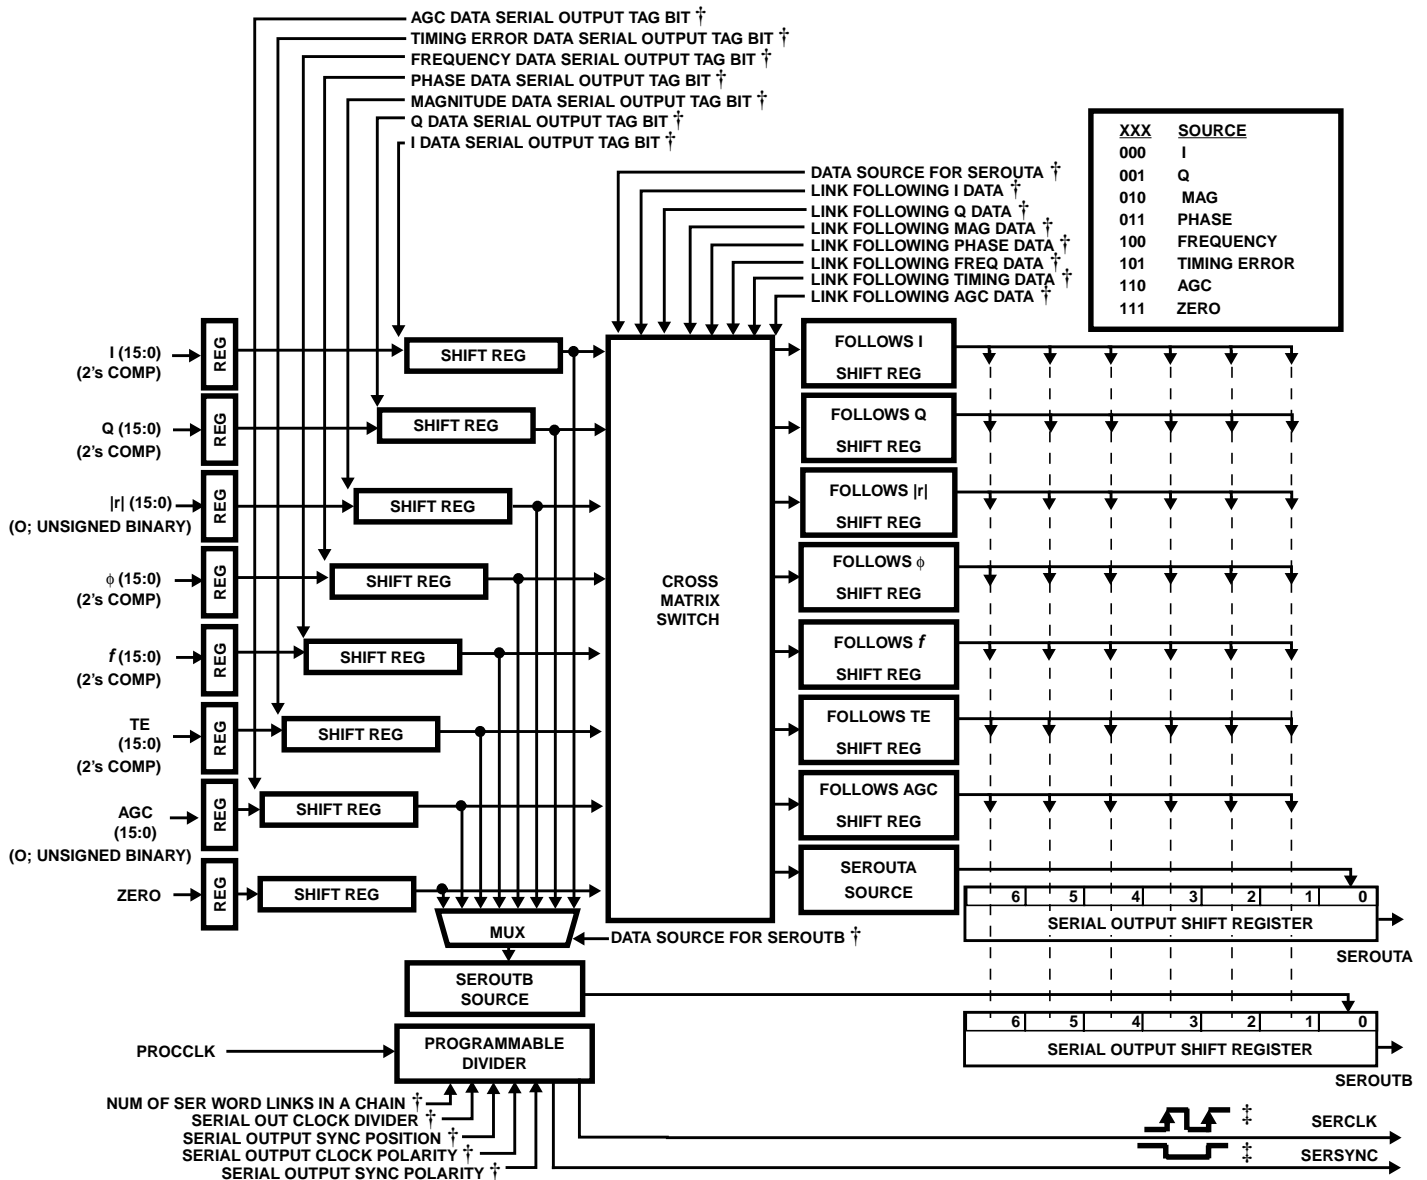 AGC DATA SERIAL OUTPUT TAG BIT †
TIMING ERROR DATA SERIAL OUTPUT TAG BIT †
FREQUENCY DATA SERIAL OUTPUT TAG BIT †
PHASE DATA SERIAL OUTPUT TAG BIT †
MAGNITUDE DATA SERIAL OUTPUT TAG BIT †
Q DATA SERIAL OUTPUT TAG BIT †
I DATA SERIAL OUTPUT TAG BIT †
DATA SOURCE FOR SEROUTA †
LINK FOLLOWING I DATA †
LINK FOLLOWING Q DATA †
LINK FOLLOWING MAG DATA †
LINK FOLLOWING PHASE DATA †
LINK FOLLOWING FREQ DATA †
LINK FOLLOWING TIMING DATA †
LINK FOLLOWING AGC DATA †
XXX SOURCE
000 I
001 Q
010 MAG
011 PHASE
100 FREQUENCY
101 TIMING ERROR
110 AGC
111 ZERO
I (15:0)
(2's COMP)
REG
SHIFT REG
FOLLOWS I
SHIFT REG
Q (15:0)
(2's COMP)
REG
SHIFT REG
FOLLOWS Q
SHIFT REG
|r| (15:0)
(O; UNSIGNED BINARY)
REG
SHIFT REG
FOLLOWS |r|
SHIFT REG
ϕ (15:0)
(2's COMP)
REG
SHIFT REG
CROSS
MATRIX
SWITCH
FOLLOWS ϕ
SHIFT REG
f (15:0)
(2's COMP)
REG
SHIFT REG
FOLLOWS f
SHIFT REG
TE
(15:0)
(2's COMP)
REG
SHIFT REG
FOLLOWS TE
SHIFT REG
AGC
(15:0)
(O; UNSIGNED BINARY)
REG
SHIFT REG
FOLLOWS AGC
SHIFT REG
ZERO
REG
SHIFT REG
SEROUTA
SOURCE
6 5 4 3 2 1 0
SERIAL OUTPUT SHIFT REGISTER
SEROUTA
MUX
DATA SOURCE FOR SEROUTB †
SEROUTB
SOURCE
6 5 4 3 2 1 0
SERIAL OUTPUT SHIFT REGISTER
SEROUTB
PROCCLK
PROGRAMMABLE
DIVIDER
NUM OF SER WORD LINKS IN A CHAIN †
SERIAL OUT CLOCK DIVIDER †
SERIAL OUTPUT SYNC POSITION †
SERIAL OUTPUT CLOCK POLARITY †
SERIAL OUTPUT SYNC POLARITY †
‡ SERCLK
‡ SERSYNC